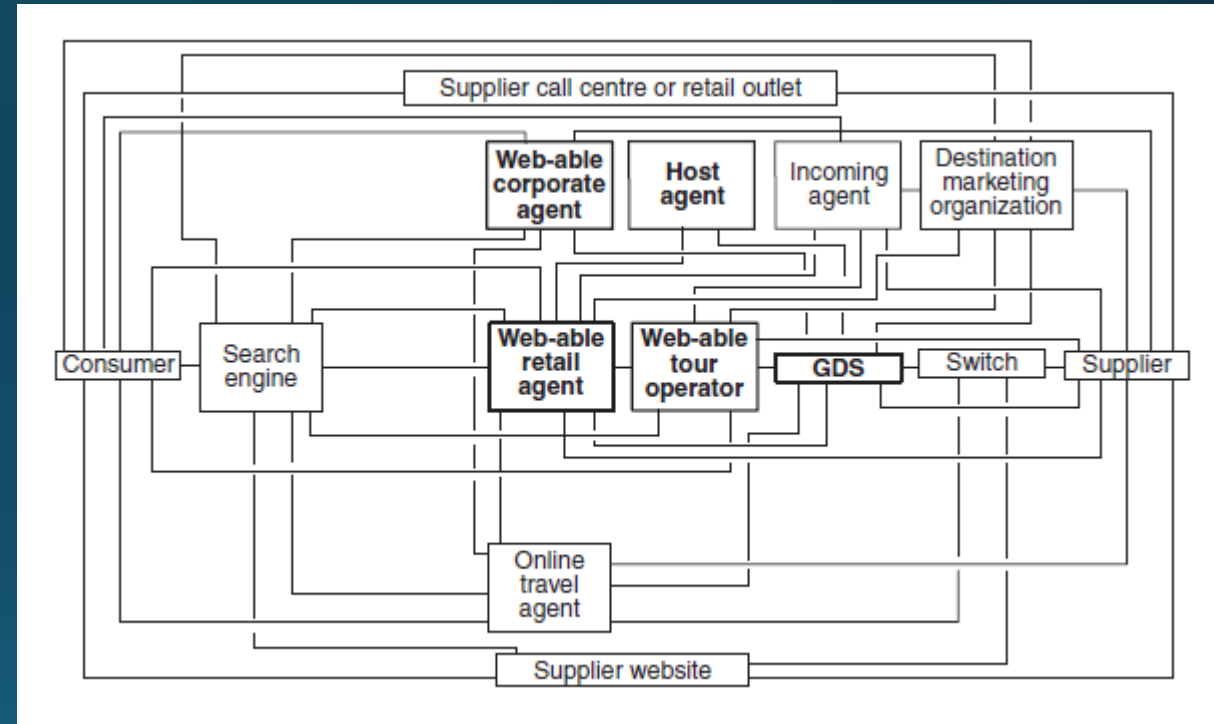 Supplier call centre or retail outlet
Web-able
corporate
agent
Host
agent
Incoming
agent
Destination
marketing
organization
Consumer
Search
engine
Web-able
retail
agent
Web-able
tour
operator
GDS
Switch
Supplier
Online
travel
agent
Supplier website